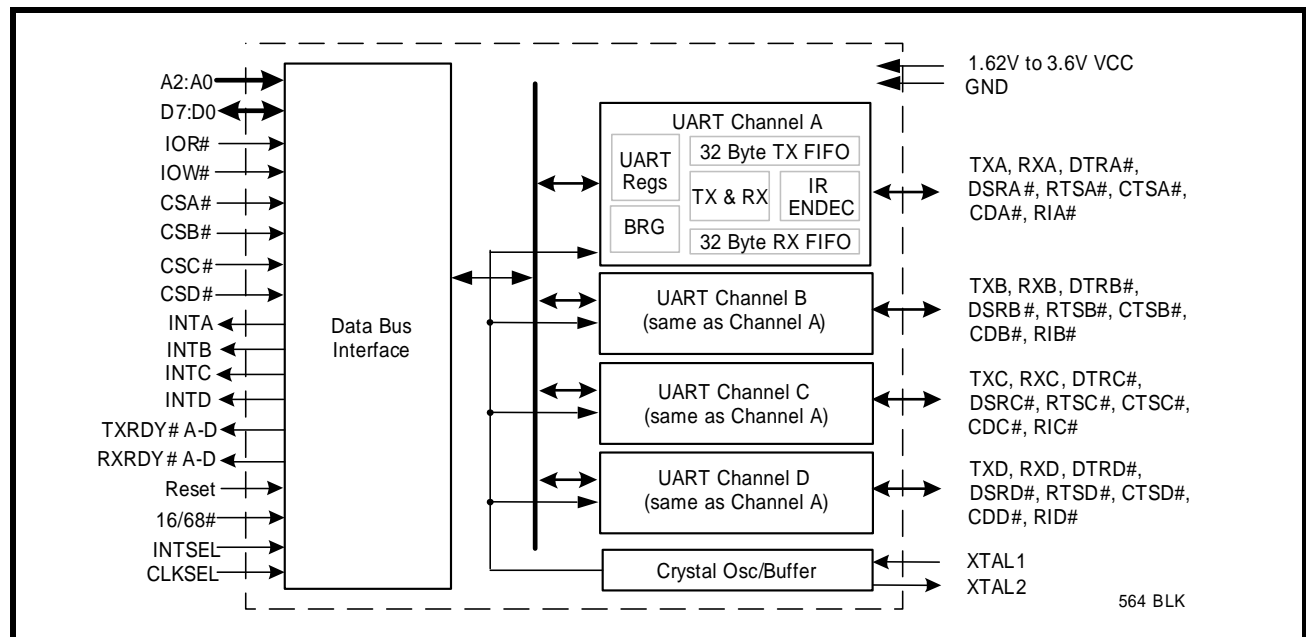 A2:A0
D7:D0
IOR#
IOW#
CSA#
CSB#
CSC#
CSD#
INTA
INTB
INTC
INTD
TXRDY# A-D
RXRDY# A-D
Reset
16/68#
INTSEL
CLKSEL
Data Bus
Interface
UART Channel A
UART
Regs
BRG
32 Byte TX FIFO
TX & RX
IR
ENDEC
32 Byte RX FIFO
UART Channel B
(same as Channel A)
UART Channel C
(same as Channel A)
UART Channel D
(same as Channel A)
Crystal Osc/Buffer
1.62V to 3.6V VCC
GND
TXA, RXA, DTRA#,
DSRA#, RTSA#, CTSA#,
CDA#, RIA#
TXB, RXB, DTRB#,
DSRB#, RTSB#, CTSB#,
CDB#, RIB#
TXC, RXC, DTRC#,
DSRC#, RTSC#, CTSC#,
CDC#, RIC#
TXD, RXD, DTRD#,
DSRD#, RTSD#, CTSD#,
CDD#, RID#
XTAL1
XTAL2
564 BLK